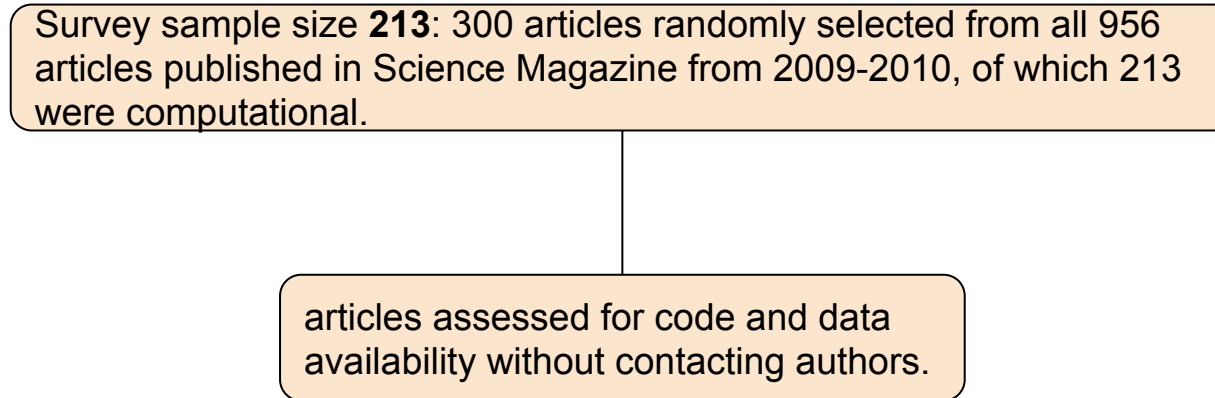 Survey sample size 213: 300 articles randomly selected from all 956
articles published in Science Magazine from 2009-2010, of which 213
were computational.
articles assessed for code and data
availability without contacting authors.